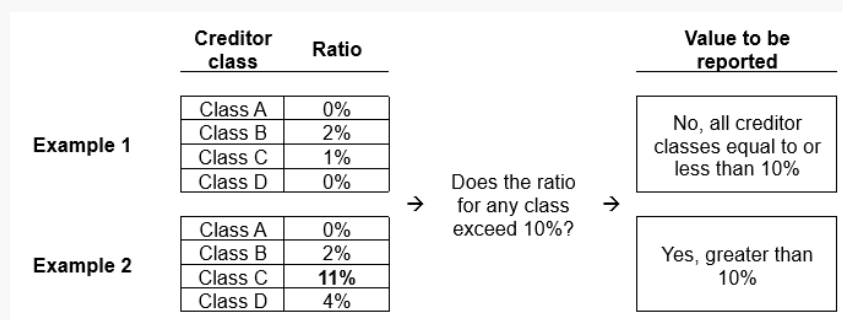 Creditor
class
Ratio
Value to be
reported
Example 1
Class A 0%
Class B 2%
Class C 1%
Class D 0%
No, all creditor
classes equal to or
less than 10%
→ Does the ratio
for any class
exceed 10%? →
Example 2
Class A 0%
Class B 2%
Class C 11%
Class D 4%
Yes, greater than
10%